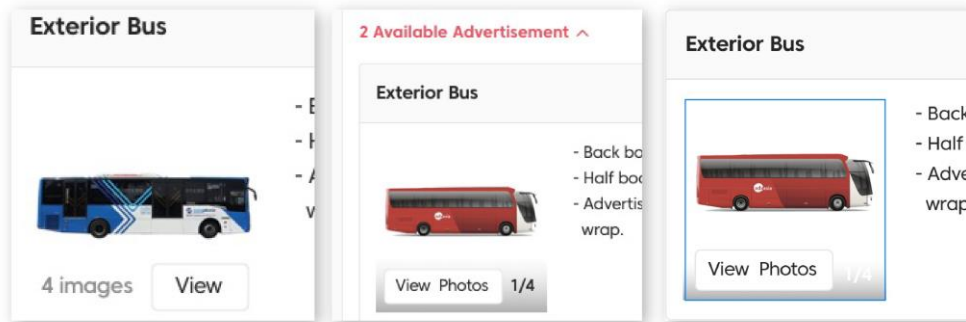 Exterior Bus
4 images
View
2 Available Advertisement
Exterior Bus
- Back bo
- Half boo
- Advertis
wrap.
View Photos
1/4
Exterior Bus
- Back
- Half
- Adve
wrap
View Photos
1/4